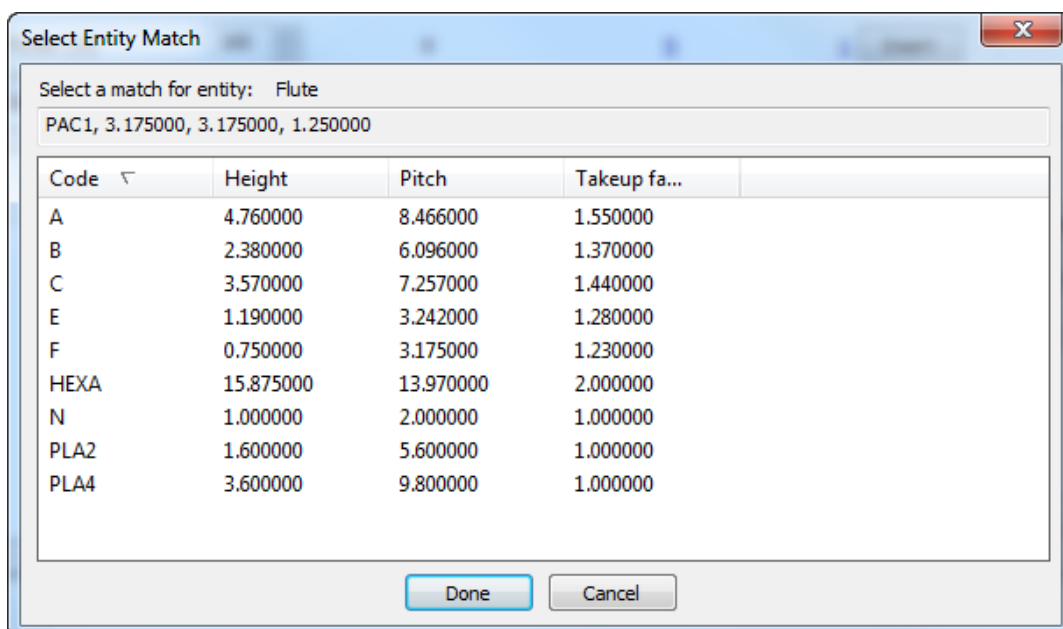 Select Entity Match
Select a match for entity: Flute
PAC1, 3.175000, 3.175000, 1.250000
Code Height Pitch Takeup fa...
A 4.760000 8.466000 1.550000
B 2.380000 6.096000 1.370000
C 3.570000 7.257000 1.440000
E 1.190000 3.242000 1.280000
F 0.750000 3.175000 1.230000
HEXA 15.875000 13.970000 2.000000
N 1.000000 2.000000 1.000000
PLA2 1.600000 5.600000 1.000000
PLA4 3.600000 9.800000 1.000000
Done Cancel